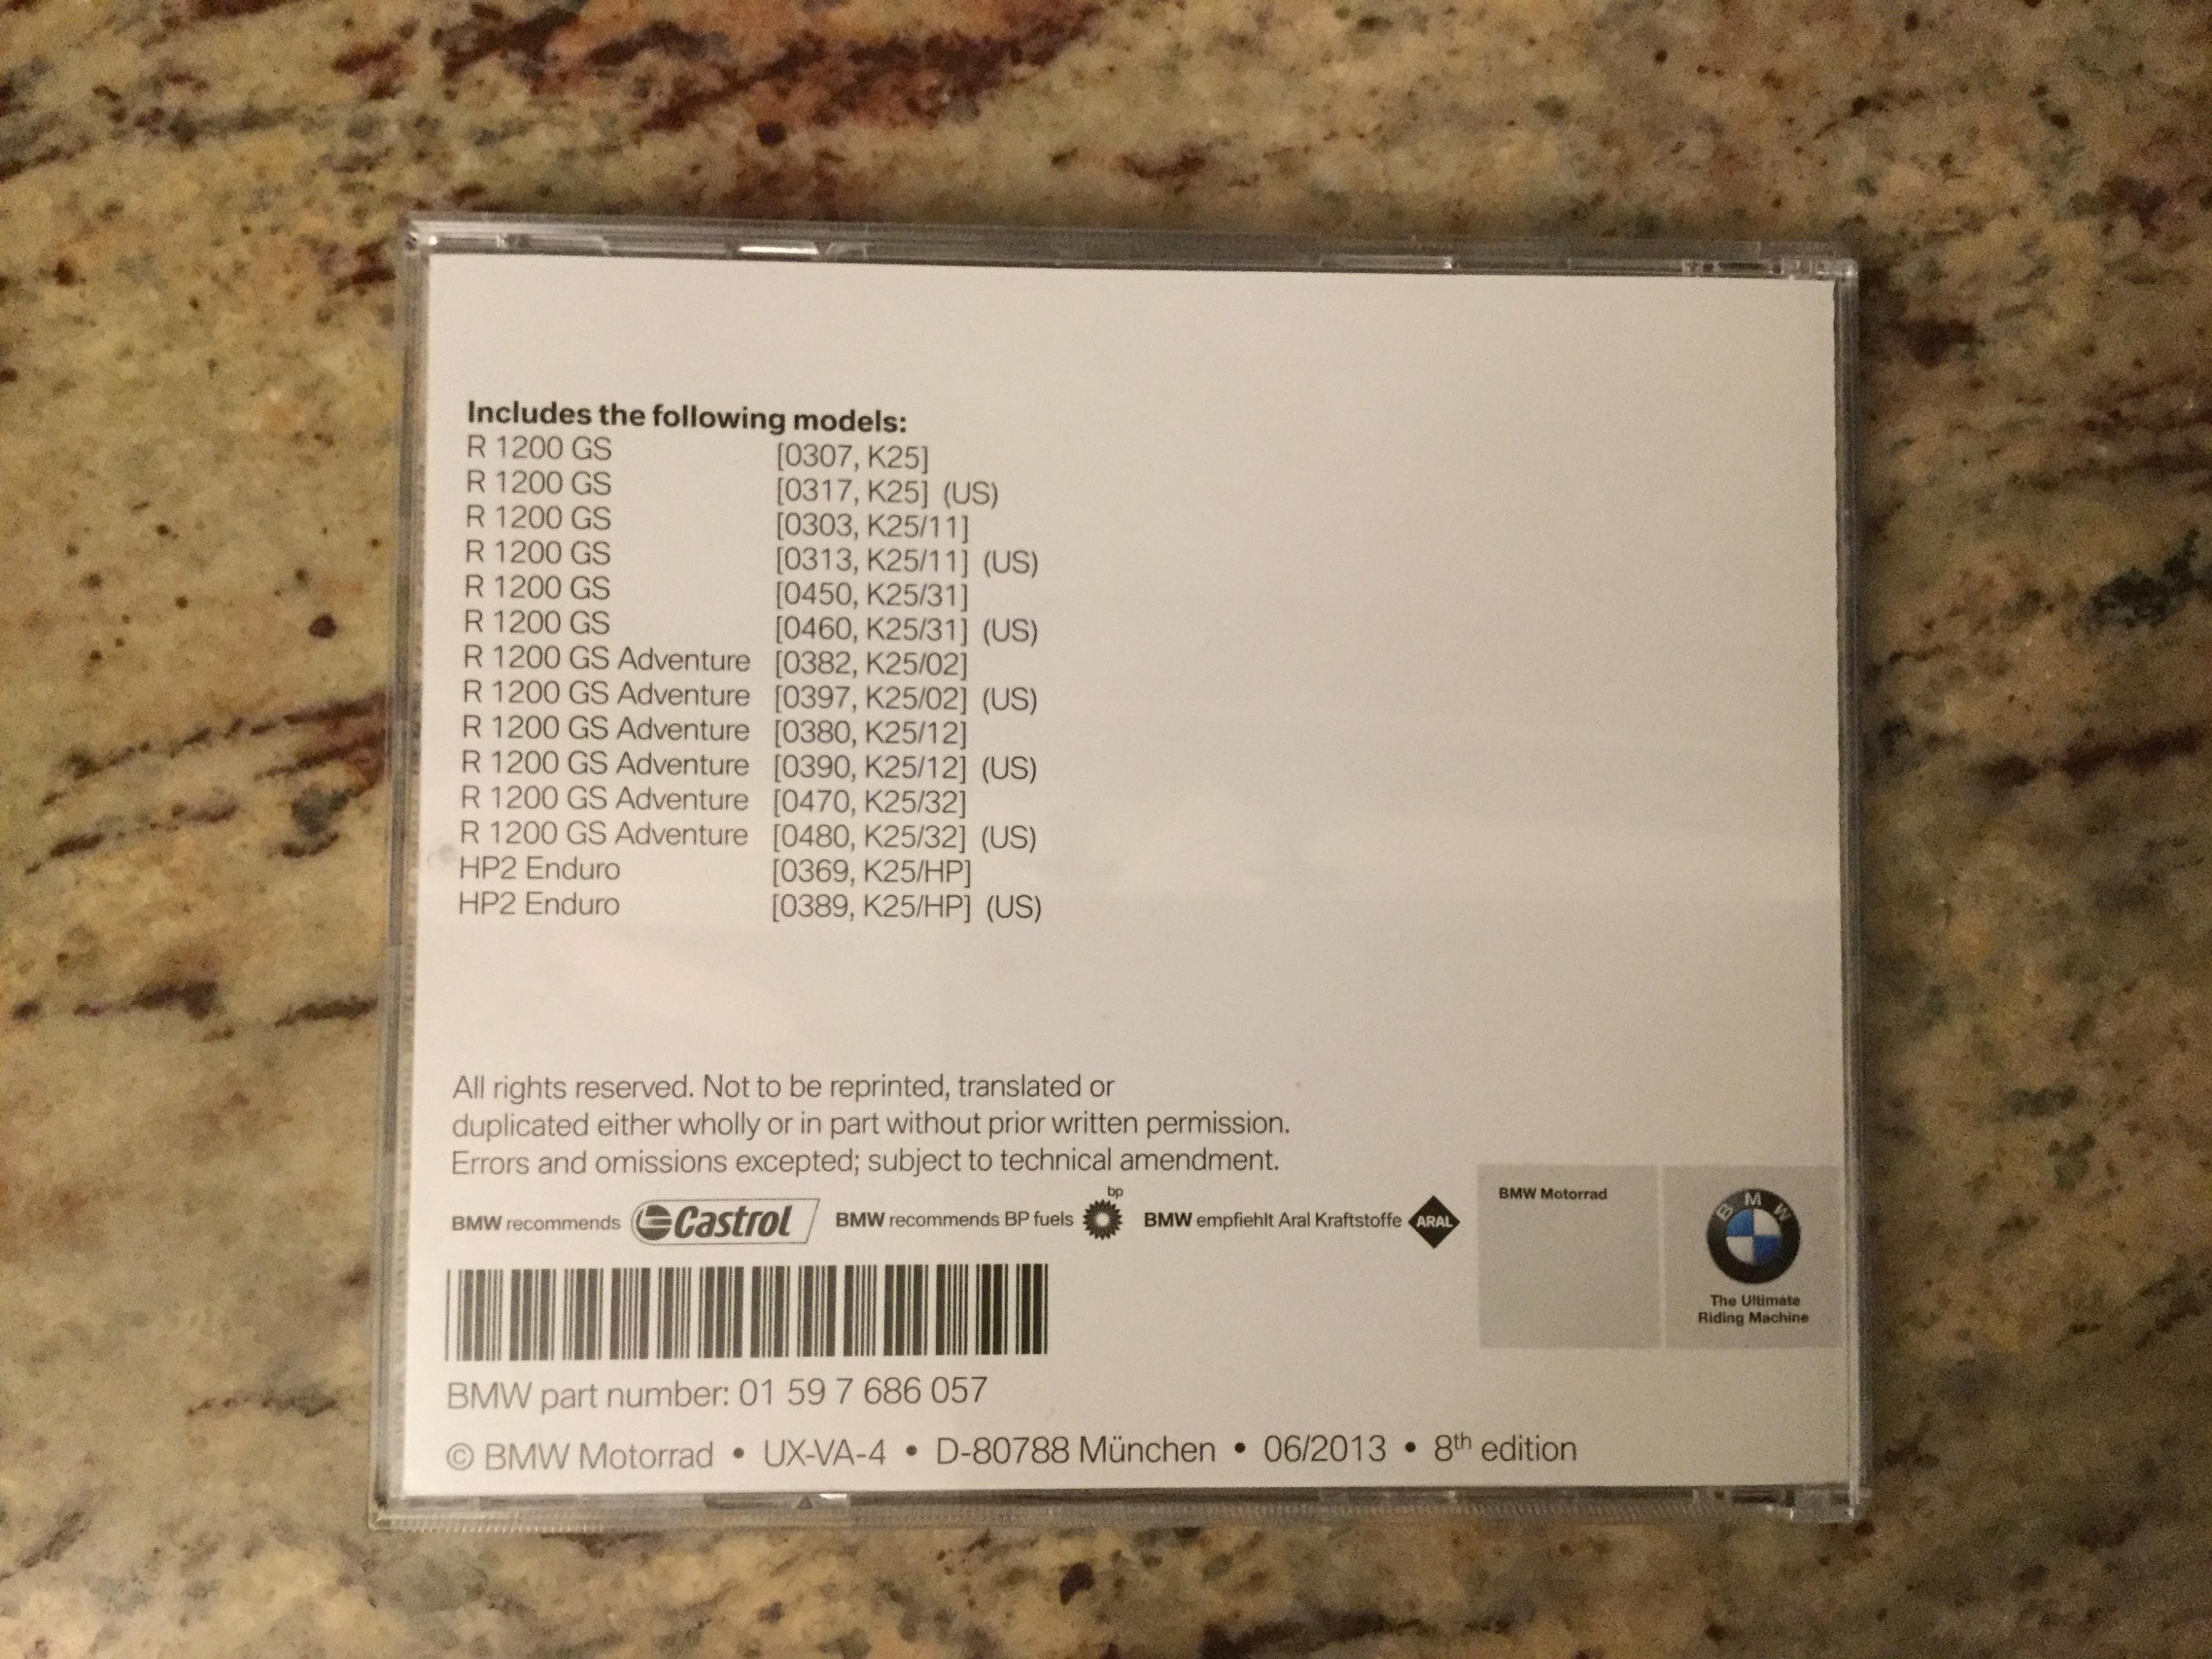 Includes the following models:
R 1200 GS [0307, K25]
R 1200 GS [0317, K25] (US)
R 1200 GS [0303, K25/11]
R 1200 GS [0313, K25/11] (US)
R 1200 GS [0450, K25/31]
R 1200 GS [0460, K25/31] (US)
R 1200 GS Adventure [0382, K25/02]
R 1200 GS Adventure [0397, K25/02] (US)
R 1200 GS Adventure [0380, K25/12]
R 1200 GS Adventure [0390, K25/12] (US)
R 1200 GS Adventure [0470, K25/32]
R 1200 GS Adventure [0480, K25/32] (US)
HP2 Enduro [0369, K25/HP]
HP2 Enduro [0389, K25/HP] (US)
All rights reserved. Not to be reprinted, translated or
duplicated either wholly or in part without prior written permission.
Errors and omissions excepted; subject to technical amendment.
BMW recommends Castrol BMW recommends BP fuels bp BMW empfiehlt Aral Kraftstoffe ARAL
BMW Motorrad
BMW
The Ultimate
Riding Machine
BMW part number: 01 59 7 686 057
© BMW Motorrad • UX-VA-4 • D-80788 München • 06/2013 • 8th edition